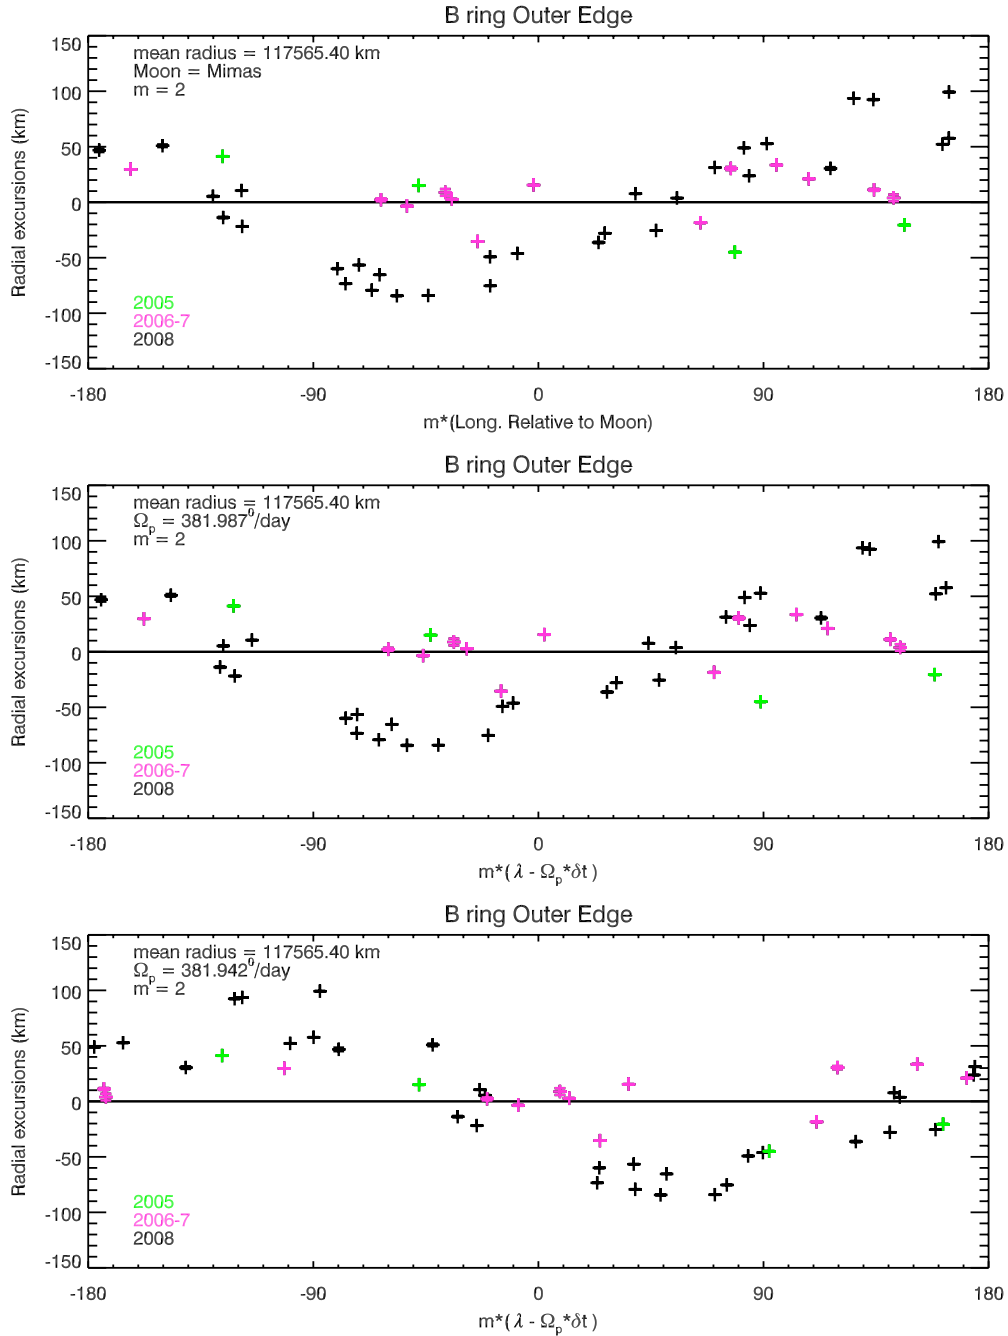 B ring Outer Edge
150
100
50
0
-50
-100
-150
Radial excursions (km)
mean radius = 117565.40 km
Moon = Mimas
m = 2
2005
2006-7
2008
-180 -90 0 90 180
m*(Long. Relative to Moon)
B ring Outer Edge
150
100
50
0
-50
-100
-150
Radial excursions (km)
mean radius = 117565.40 km
Ωp = 381.987⁰/day
m = 2
2005
2006-7
2008
-180 -90 0 90 180
m*( λ - Ωp*δt )
B ring Outer Edge
150
100
50
0
-50
-100
-150
Radial excursions (km)
mean radius = 117565.40 km
Ωp = 381.942⁰/day
m = 2
2005
2006-7
2008
-180 -90 0 90 180
m*( λ - Ωp*δt )